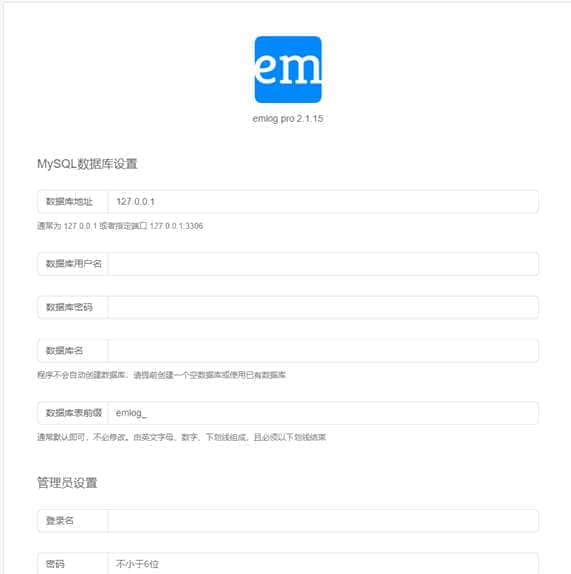 em
emlog pro 2.1.15
MySQL数据库设置
数据库地址 127.0.0.1
通常为 127.0.0.1 或者指定端口 127.0.0.1:3306
数据库用户名
数据库密码
数据库名
程序不会自动创建数据库，请提前创建一个空数据库或使用已有数据库
数据库表前缀 emlog_
通常默认即可，不必修改。由英文字母、数字、下划线组成，且必须以下划线结束
管理员设置
登录名
密码 不小于6位